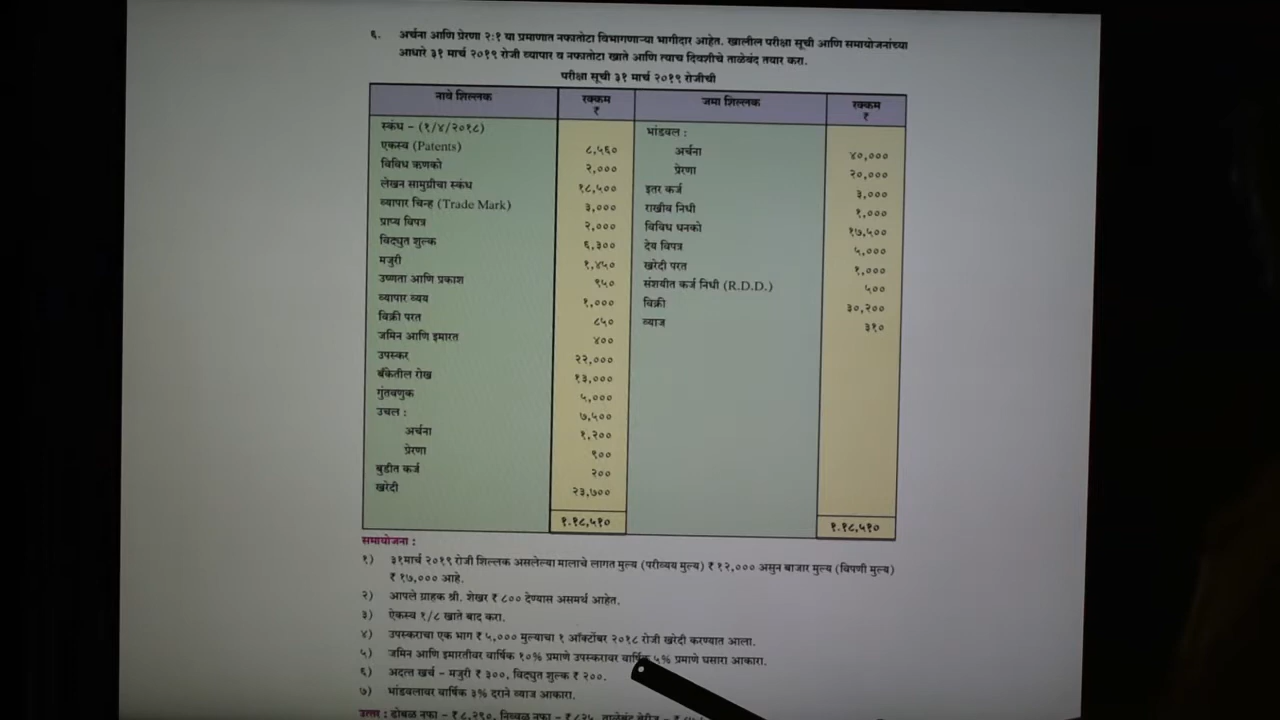 ६. अर्चना आणि प्रेरणा २:१ या प्रमाणात नफातोटा विभागणाऱ्या भागीदार आहेत. खालील परीक्षा सूची आणि समायोजनांच्या
आधारे ३१ मार्च २०१९ रोजी व्यापार व नफातोटा खाते आणि त्याच दिवशीचे ताळेबंद तयार करा.
परीक्षा सूची ३१ मार्च २०१९ रोजीची
नावे शिल्लक रक्कम ₹ जमा शिल्लक रक्कम ₹
स्कंध – (१/४/२०१८) ८,५६० भांडवल :
एकस्व (Patents) २,००० अर्चना ४०,०००
विविध ऋणको १८,५०० प्रेरणा २०,०००
लेखन सामुग्रीचा स्कंध ३,००० इतर कर्ज ३,०००
व्यापार चिन्ह (Trade Mark) २,००० राखीव निधी १,०००
प्राप्य विपत्र ६,३०० विविध धनको १७,५००
विद्युत शुल्क १,४५० देय विपत्र ५,०००
मजुरी ९५० खरेदी परत १,०००
उष्णता आणि प्रकाश १,००० संशयीत कर्ज निधी (R.D.D.) ५००
व्यापार व्यय ८५० विक्री ३०,२००
विक्री परत ४०० व्याज ३१०
जमिन आणि इमारत २२,०००
उपस्कर १३,०००
बँकेतील रोख ५,०००
गुंतवणुक ७,५००
उचल :
अर्चना १,२००
प्रेरणा ९००
बुडीत कर्ज २००
खरेदी २३,७००
१,१८,५१० १,१८,५१०
समायोजना :
१) ३१मार्च २०१९ रोजी शिल्लक असलेल्या मालाचे लागत मुल्य (परीव्यय मुल्य) ₹ १२,००० असुन बाजार मुल्य (विपणी मुल्य)
₹ १७,००० आहे.
२) आपले ग्राहक श्री. शेखर ₹ ८०० देण्यास असमर्थ आहेत.
३) ऐकस्व १/८ खाते बाद करा.
४) उपस्कराचा एक भाग ₹ ५,००० मुल्याचा १ ऑक्टोंबर २०१८ रोजी खरेदी करण्यात आला.
५) जमिन आणि इमारतीवर वार्षिक १०% प्रमाणे उपस्करावर वार्षिक ५% प्रमाणे घसारा आकारा.
६) अदत्त खर्च – मजुरी ₹ ३००, विद्युत शुल्क ₹ २००.
७) भांडवलावर वार्षिक ३% दराने व्याज आकारा.
उत्तर : ढोबळ नफा – ₹ ८,२९०, निव्वळ नफा – ₹ ८२५, ताळेबंद बेरीज – ₹